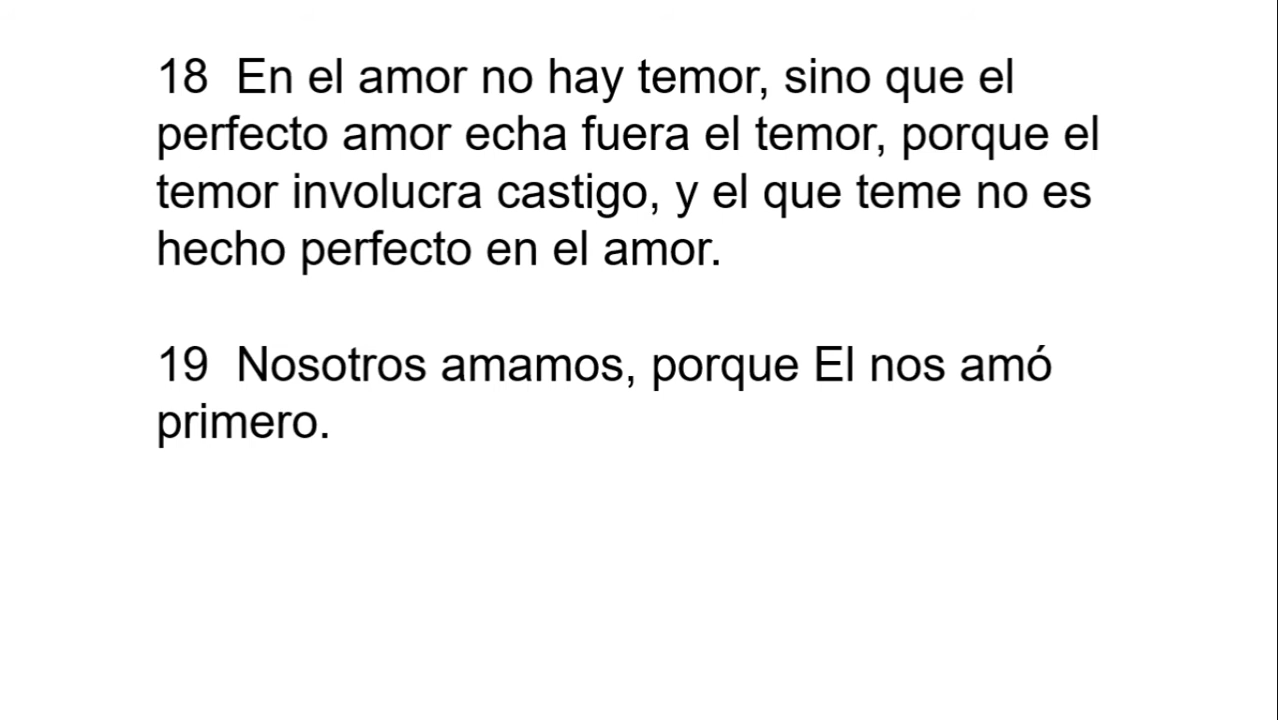 18  En el amor no hay temor, sino que el
perfecto amor echa fuera el temor, porque el
temor involucra castigo, y el que teme no es
hecho perfecto en el amor.
19  Nosotros amamos, porque El nos amó
primero.